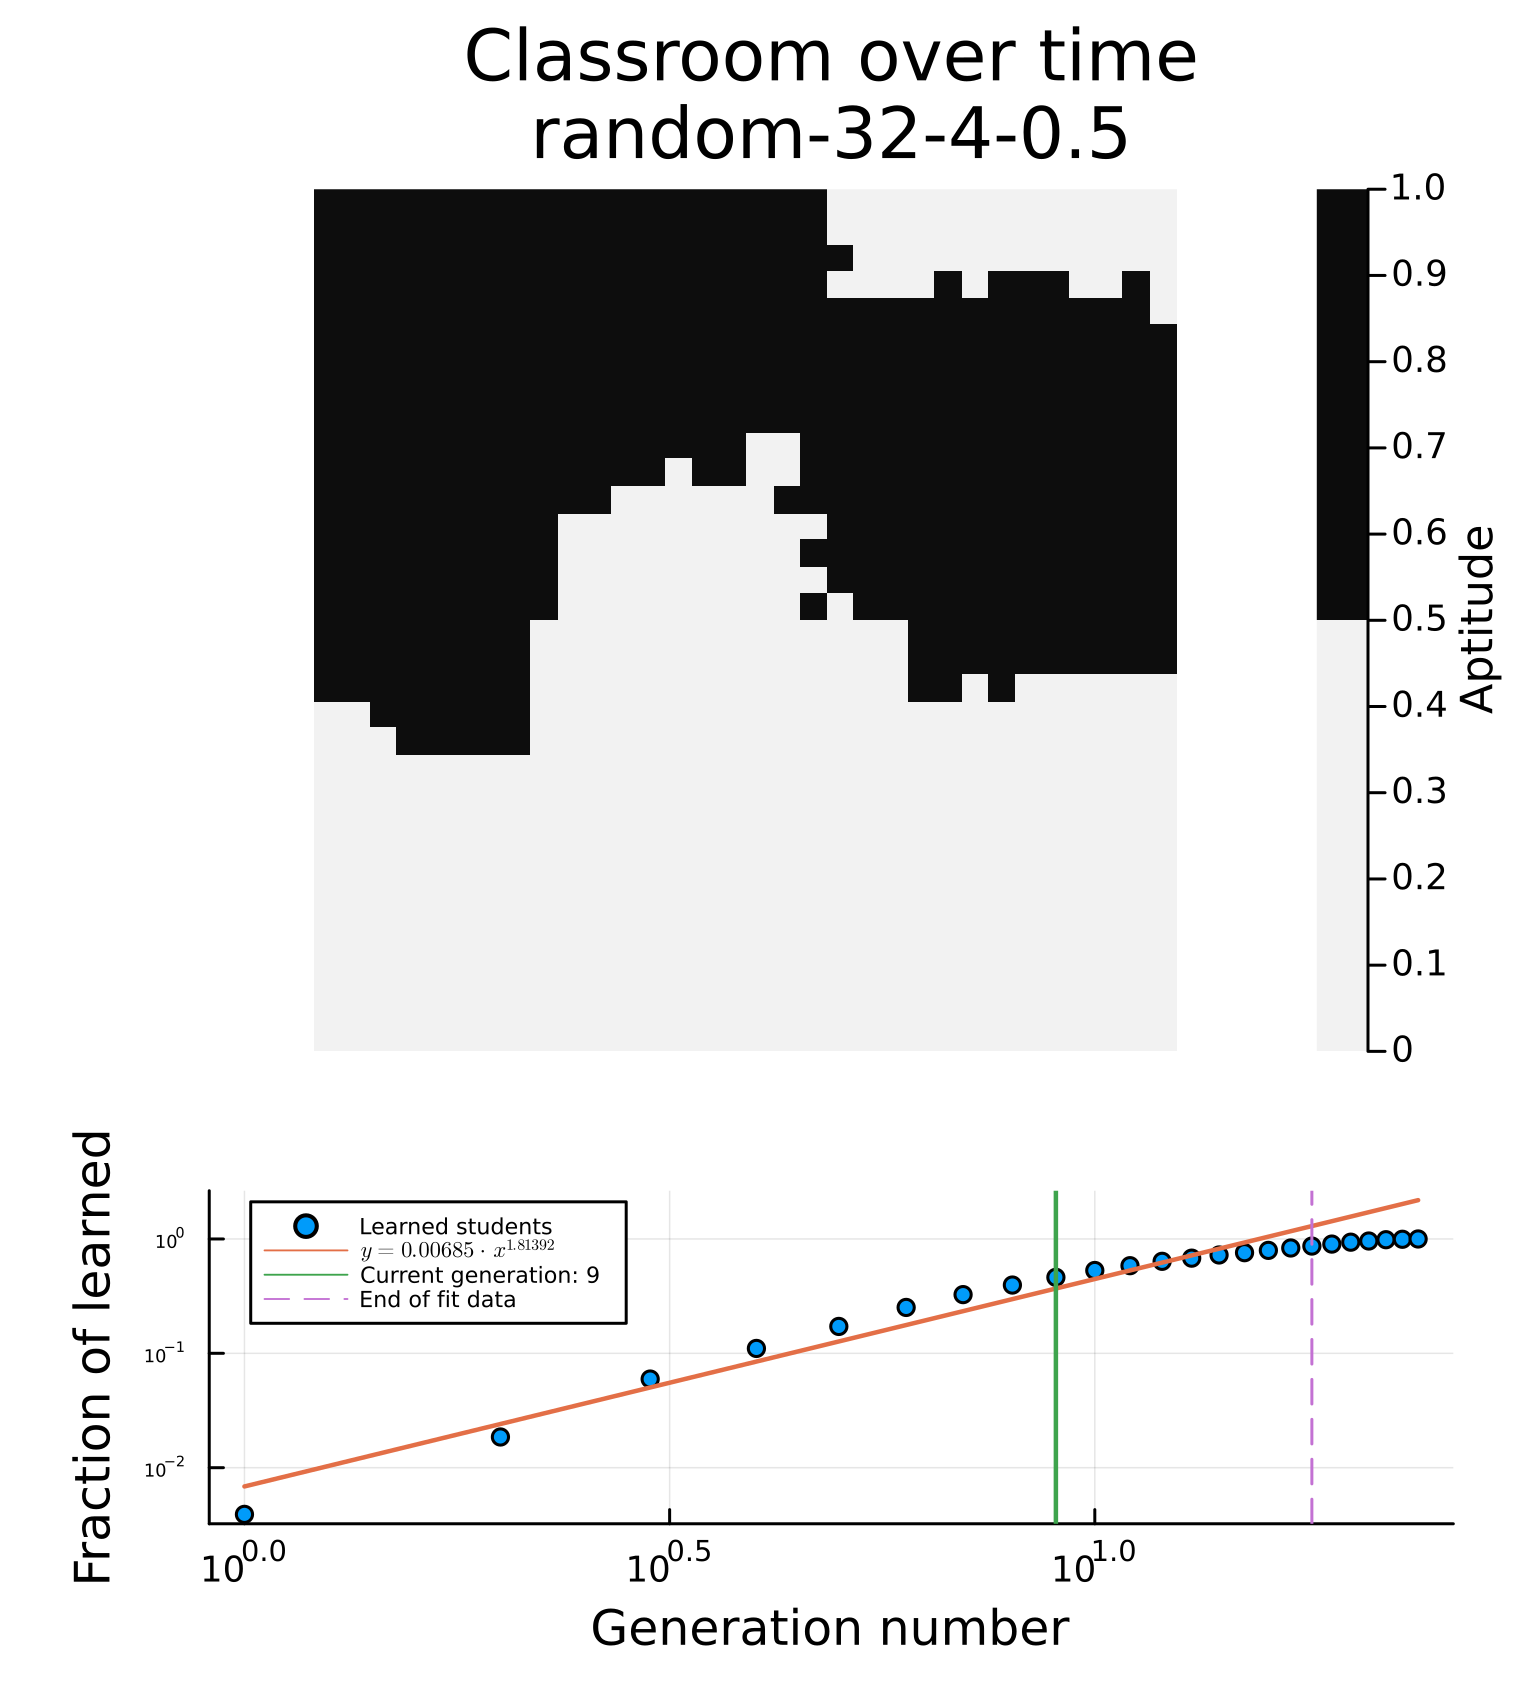 Classroom over time
random-32-4-0.5
1.0
0.9
0.8
0.7
0.6
0.5
0.4
0.3
0.2
0.1
0
Aptitude
Fraction of learned
10^0
10^−1
10^−2
Learned students
y = 0.00685 · x^1.81392
Current generation: 9
End of fit data
10^0.0
10^0.5
10^1.0
Generation number